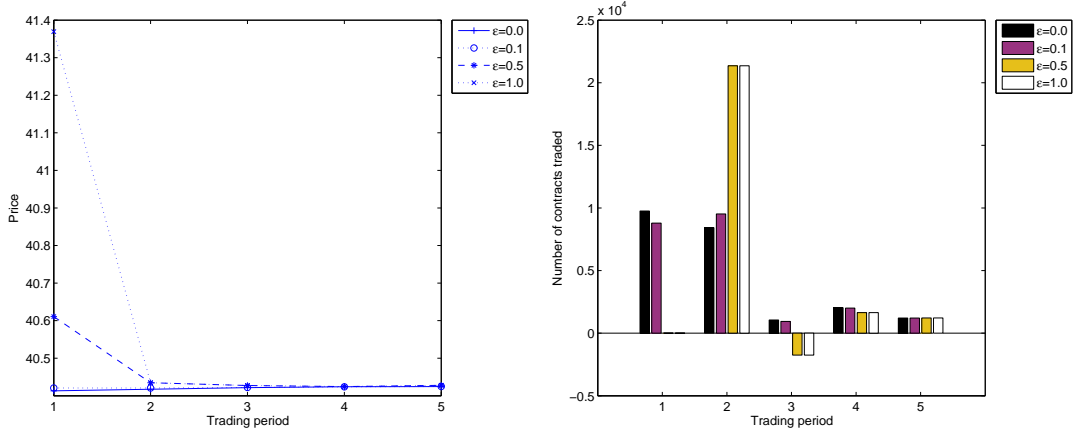 41.4
41.3
41.2
41.1
41
40.9
40.8
40.7
40.6
40.5
1 2 3 4 5
Price
Trading period
ε=0.0
ε=0.1
ε=0.5
ε=1.0
x 10⁴
2.5
2
1.5
1
0.5
0
−0.5
1 2 3 4 5
Number of contracts traded
Trading period
ε=0.0
ε=0.1
ε=0.5
ε=1.0